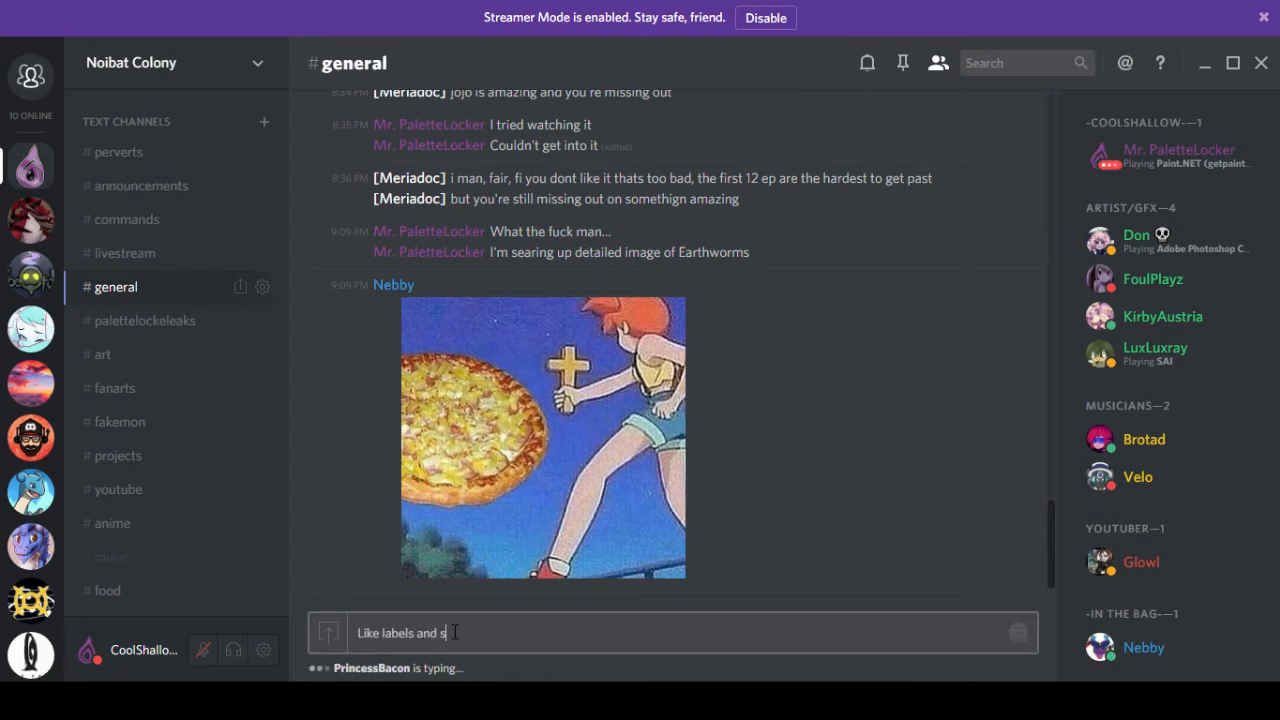 Streamer Mode is enabled. Stay safe, friend. Disable
10 ONLINE
Noibat Colony
TEXT CHANNELS
# perverts
# announcements
# commands
# livestream
# general
# palettelockeleaks
# art
# fanarts
# fakemon
# projects
# youtube
# anime
# music
# food
CoolShallo...
# general
Search
8:34 PM [Meriadoc] jojo is amazing and you're missing out
8:35 PM Mr. PaletteLocker I tried watching it
Mr. PaletteLocker Couldn't get into it (edited)
8:36 PM [Meriadoc] i man, fair, fi you dont like it thats too bad, the first 12 ep are the hardest to get past
[Meriadoc] but you're still missing out on somethign amazing
9:09 PM Mr. PaletteLocker What the fuck man...
Mr. PaletteLocker I'm searing up detailed image of Earthworms
9:09 PM Nebby
Like labels and s
PrincessBacon is typing...
-COOLSHALLOW-—1
Mr. PaletteLocker
Playing Paint.NET (getpaint...
ARTIST/GFX—4
Don
Playing Adobe Photoshop C...
FoulPlayz
KirbyAustria
LuxLuxray
Playing SAI
MUSICIANS—2
Brotad
Velo
YOUTUBER—1
Glowl
-IN THE BAG-—1
Nebby